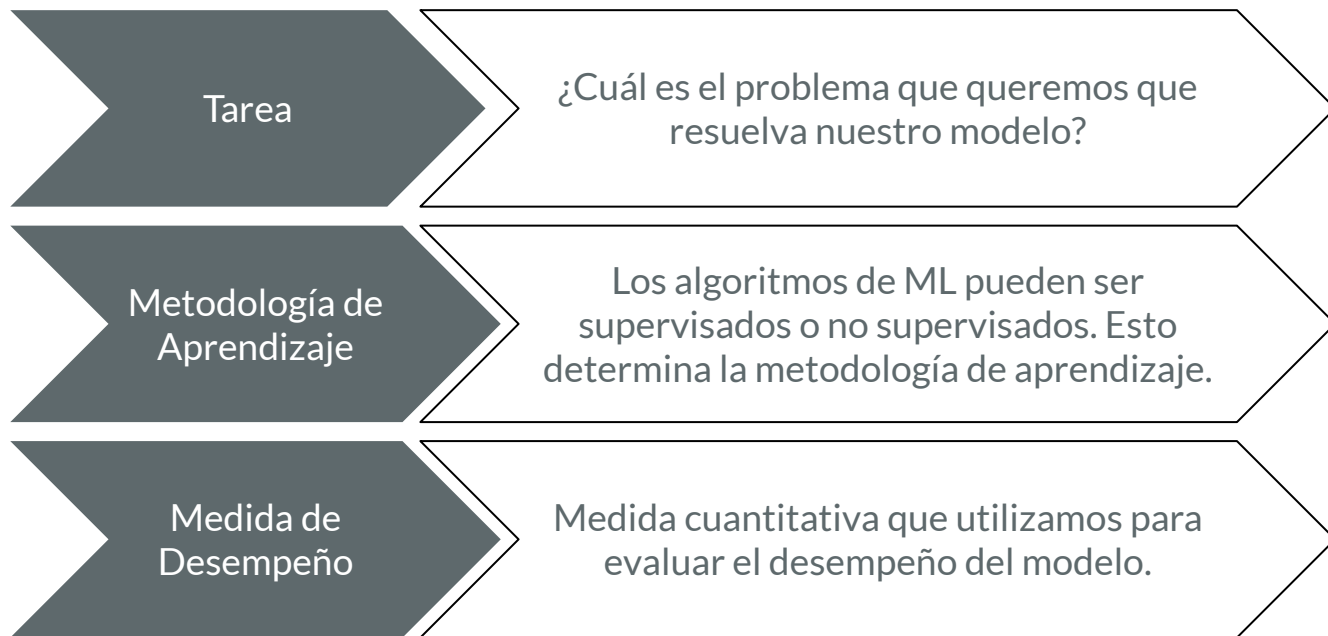 Tarea
¿Cuál es el problema que queremos que
resuelva nuestro modelo?
Metodología de
Aprendizaje
Los algoritmos de ML pueden ser
supervisados o no supervisados. Esto
determina la metodología de aprendizaje.
Medida de
Desempeño
Medida cuantitativa que utilizamos para
evaluar el desempeño del modelo.